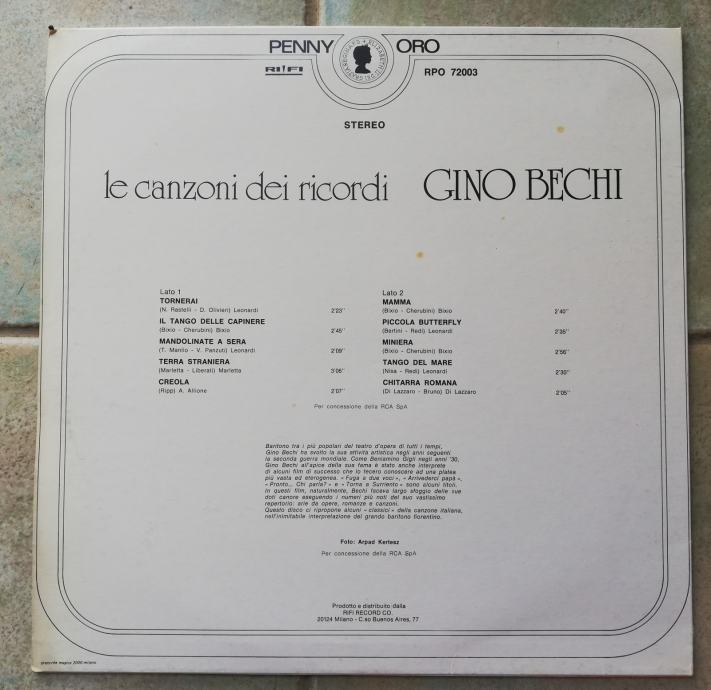 PENNY ORO
RIFI
RPO 72003
STEREO
le canzoni dei ricordi GINO BECHI
Lato 1
TORNERAI
(N. Rastelli - D. Olivieri) Leonardi 2'23''
IL TANGO DELLE CAPINERE
(Bixio - Cherubini) Bixio 2'45''
MANDOLINATE A SERA
(T. Manlio - V. Panzuti) Leonardi 2'09''
TERRA STRANIERA
(Marletta - Liberati) Marletta 3'06''
CREOLA
(Ripp) A. Allione 2'07''
Lato 2
MAMMA
(Bixio - Cherubini) Bixio 2'40''
PICCOLA BUTTERFLY
(Bertini - Redi) Leonardi 2'35''
MINIERA
(Bixio - Cherubini) Bixio 2'56''
TANGO DEL MARE
(Nisa - Redi) Leonardi 2'30''
CHITARRA ROMANA
(Di Lazzaro - Bruno) Di Lazzaro 2'05''
Per concessione della RCA SpA
Baritono tra i più popolari del teatro d'opera di tutti i tempi,
Gino Bechi ha svolto la sua attività artistica negli anni seguenti
la seconda guerra mondiale. Come Beniamino Gigli negli anni '30,
Gino Bechi all'apice della sua fama è stato anche interprete
di alcuni film di successo che lo fecero conoscere ad una platea
più vasta ed eterogenea. « Fuga a due voci », « Arrivederci papà »,
« Pronto... Chi parla? » e « Torna a Surriento » sono alcuni titoli.
In questi film, naturalmente, Bechi faceva largo sfoggio delle sue
doti canore eseguendo i numeri più noti del suo vastissimo
repertorio: arie da opere, romanze e canzoni.
Questo disco ci ripropone alcuni « classici » della canzone italiana,
nell'inimitabile interpretazione del grande baritono fiorentino.
Foto: Arpad Kertesz
Per concessione della RCA SpA
Prodotto e distribuito dalla
RIFI RECORD CO.
20124 Milano - C.so Buenos Aires, 77